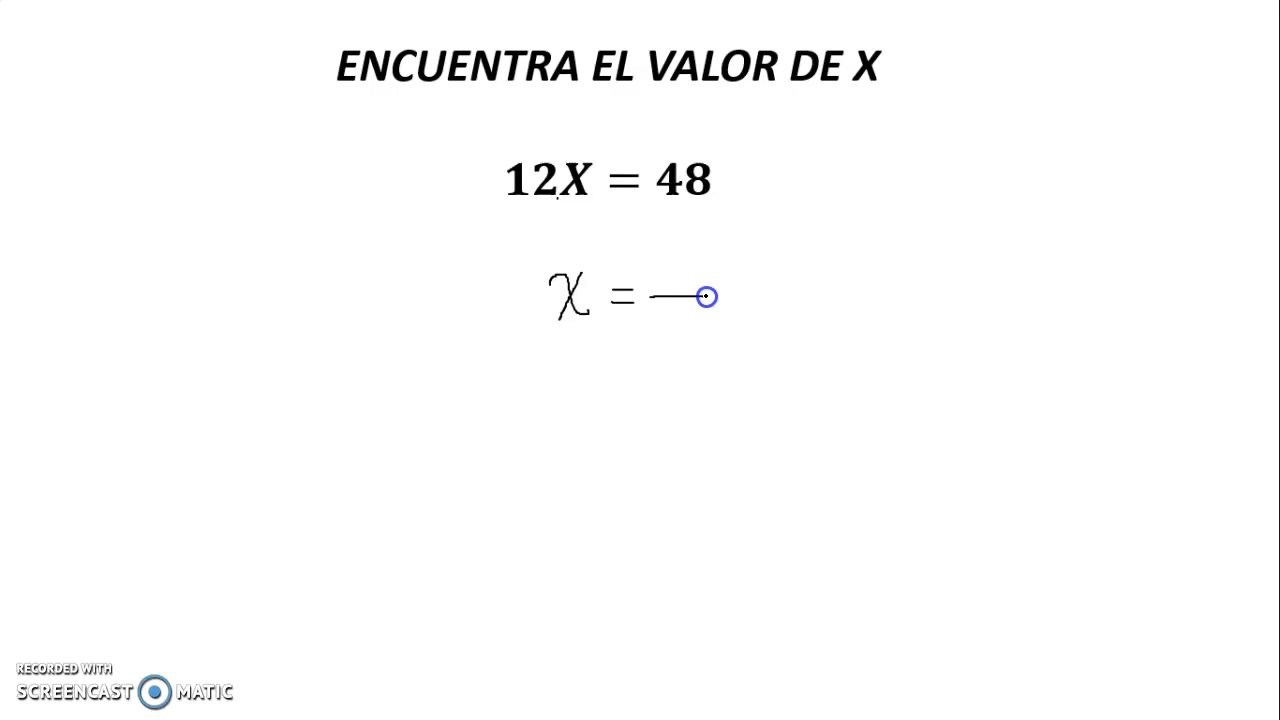 ENCUENTRA EL VALOR DE X
12X = 48
x = —
RECORDED WITH
SCREENCAST MATIC